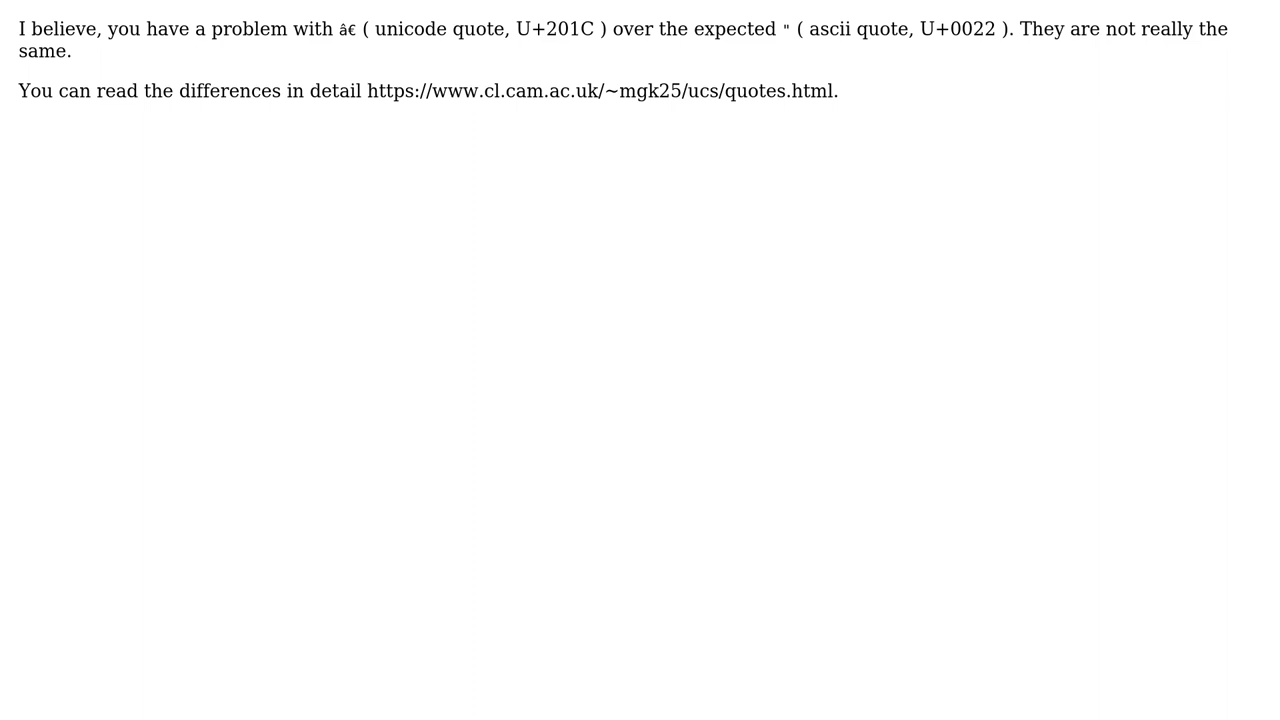 I believe, you have a problem with â€ ( unicode quote, U+201C ) over the expected " ( ascii quote, U+0022 ). They are not really the
same.
You can read the differences in detail https://www.cl.cam.ac.uk/~mgk25/ucs/quotes.html.